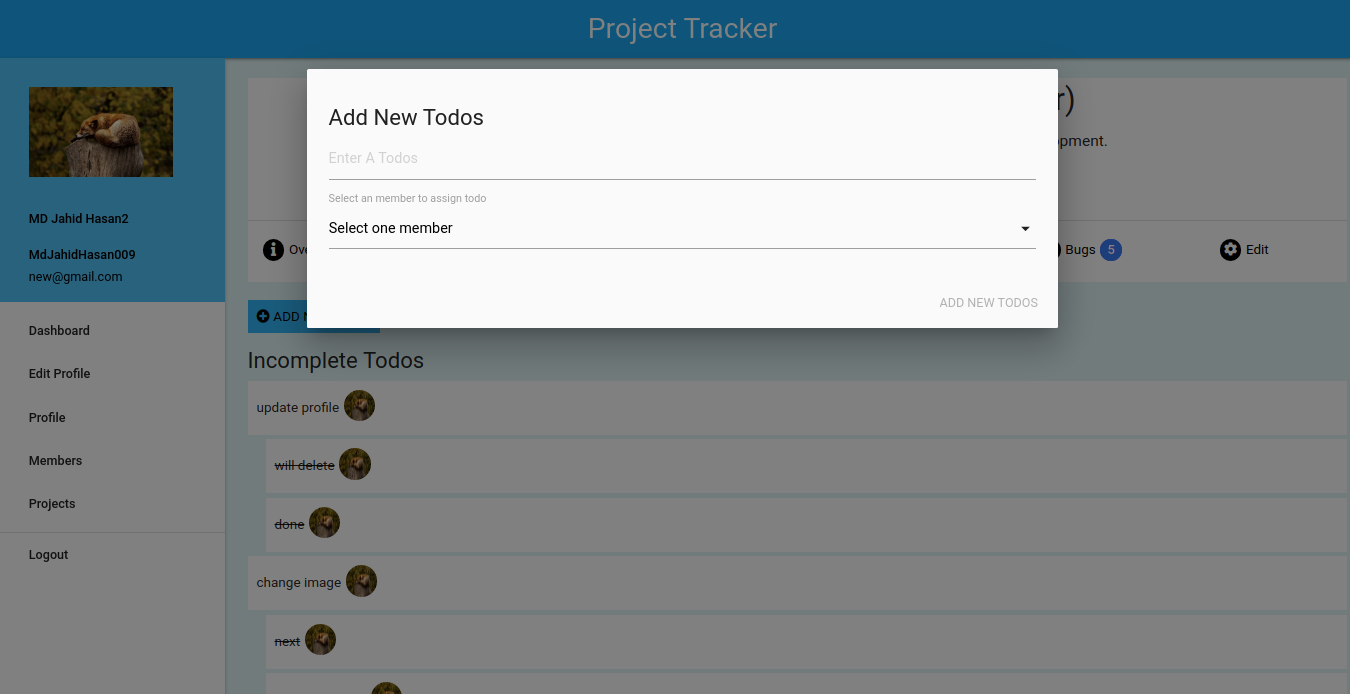 Project Tracker
MD Jahid Hasan2
MdJahidHasan009
new@gmail.com
Dashboard
Edit Profile
Profile
Members
Projects
Logout
Add New Todos
Enter A Todos
Select an member to assign todo
Select one member
ADD NEW TODOS
Bugs 5
Edit
ADD
Incomplete Todos
update profile
will delete
done
change image
next